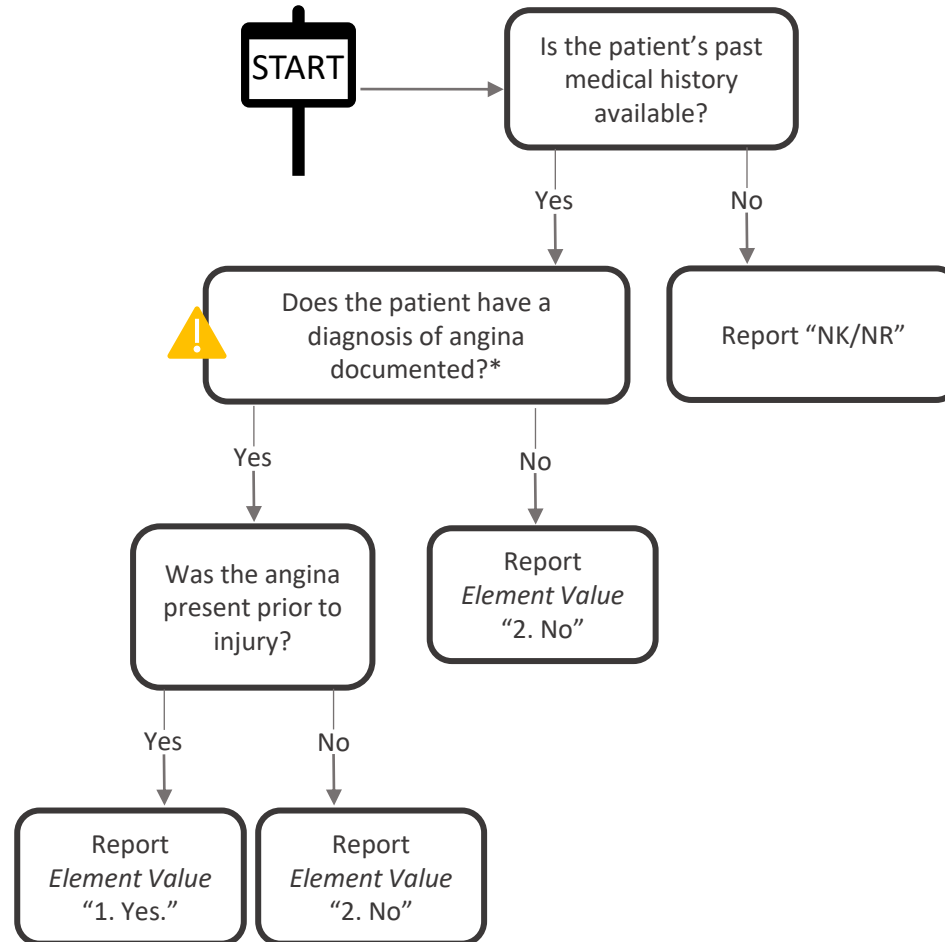 START
Is the patient’s past
medical history
available?
Yes
No
Does the patient have a
diagnosis of angina
documented?*
Report “NK/NR”
Yes
No
Was the angina
present prior to
injury?
Report
Element Value
“2. No”
Yes
No
Report
Element Value
“1. Yes.”
Report
Element Value
“2. No”